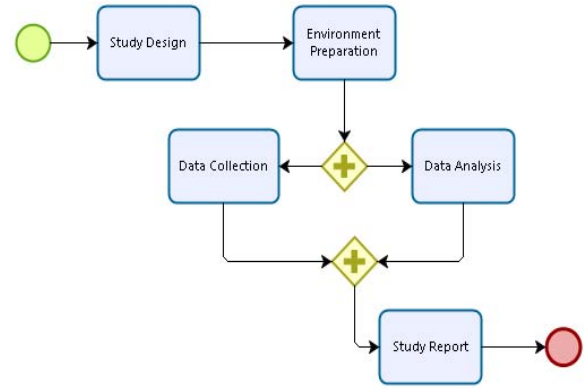 Study Design
Environment
Preparation
Data Collection
Data Analysis
Study Report